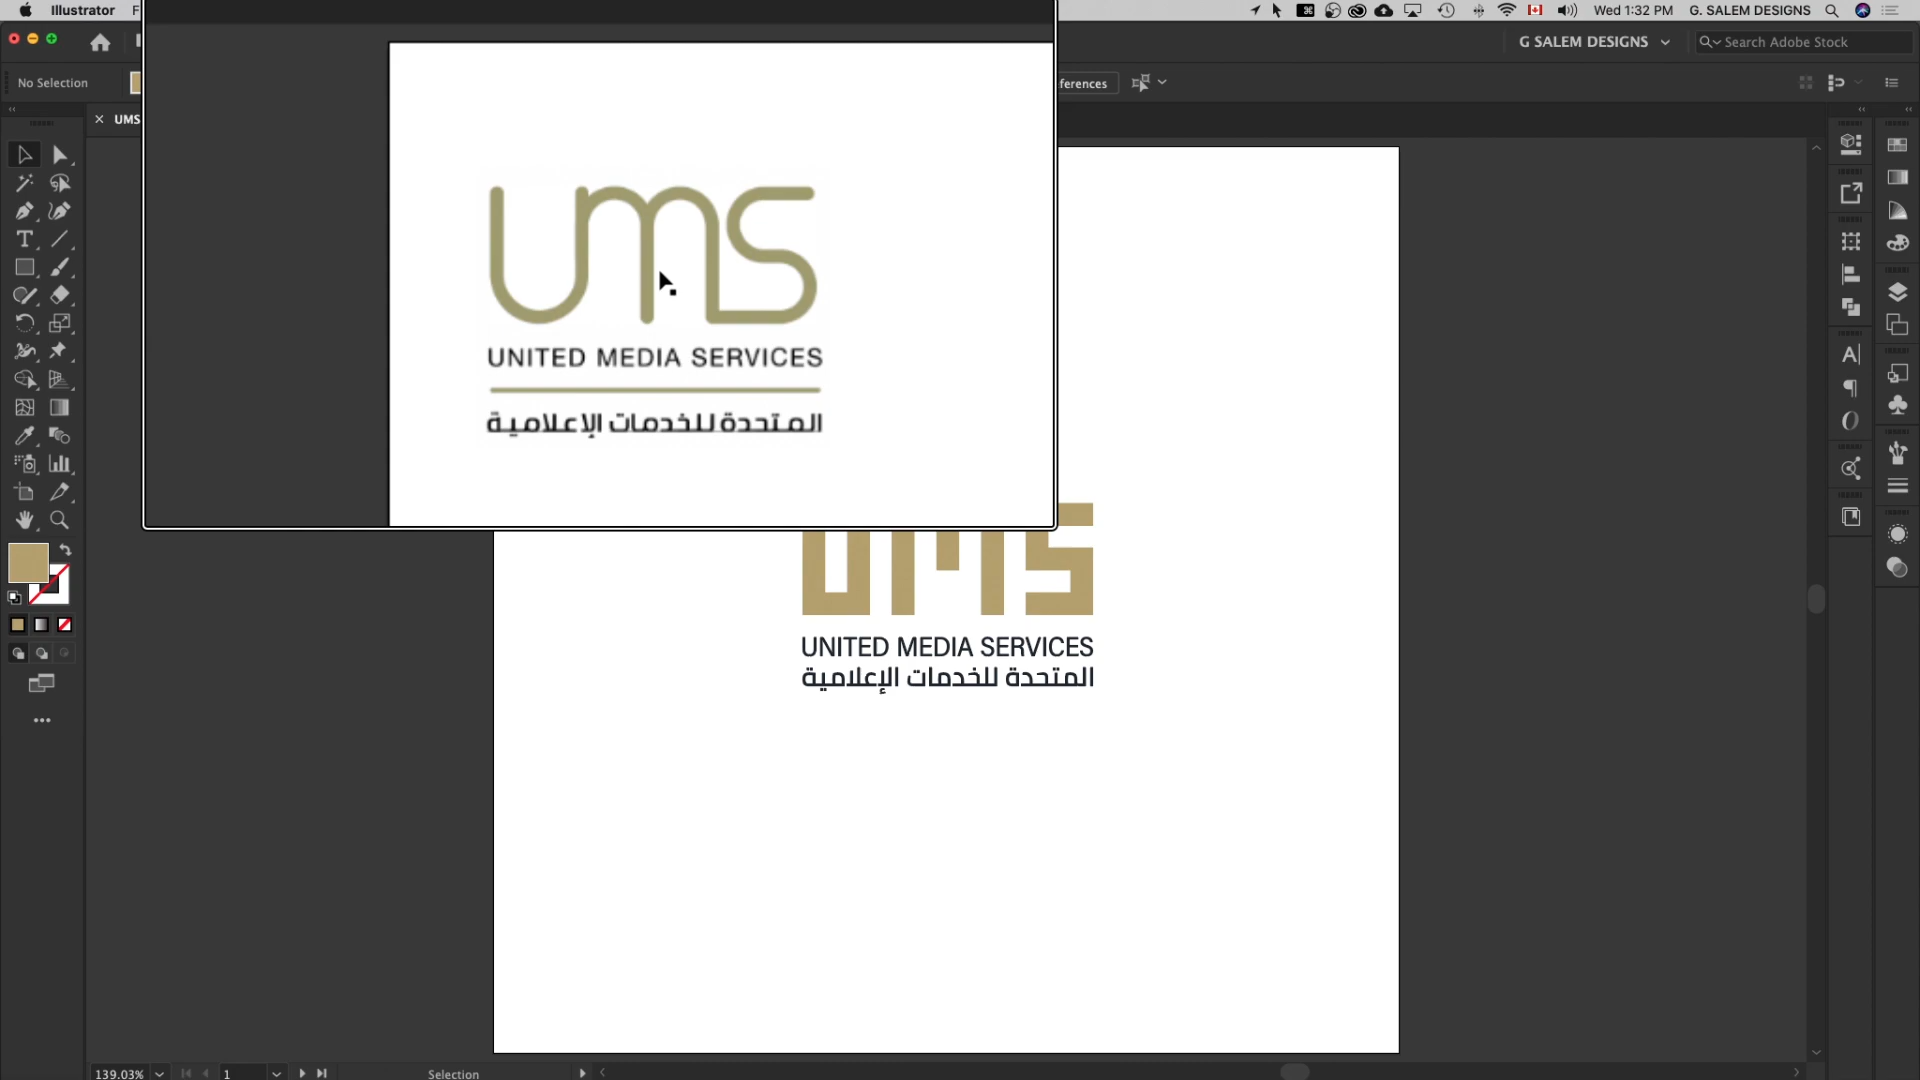 Illustrator F
Wed 1:32 PM G. SALEM DESIGNS
G SALEM DESIGNS
Search Adobe Stock
No Selection
ferences
UMS
ums
UNITED MEDIA SERVICES
المتحدة للخدمات الإعلامية
UMS
UNITED MEDIA SERVICES
المتحدة للخدمات الإعلامية
139.03%
1
Selection